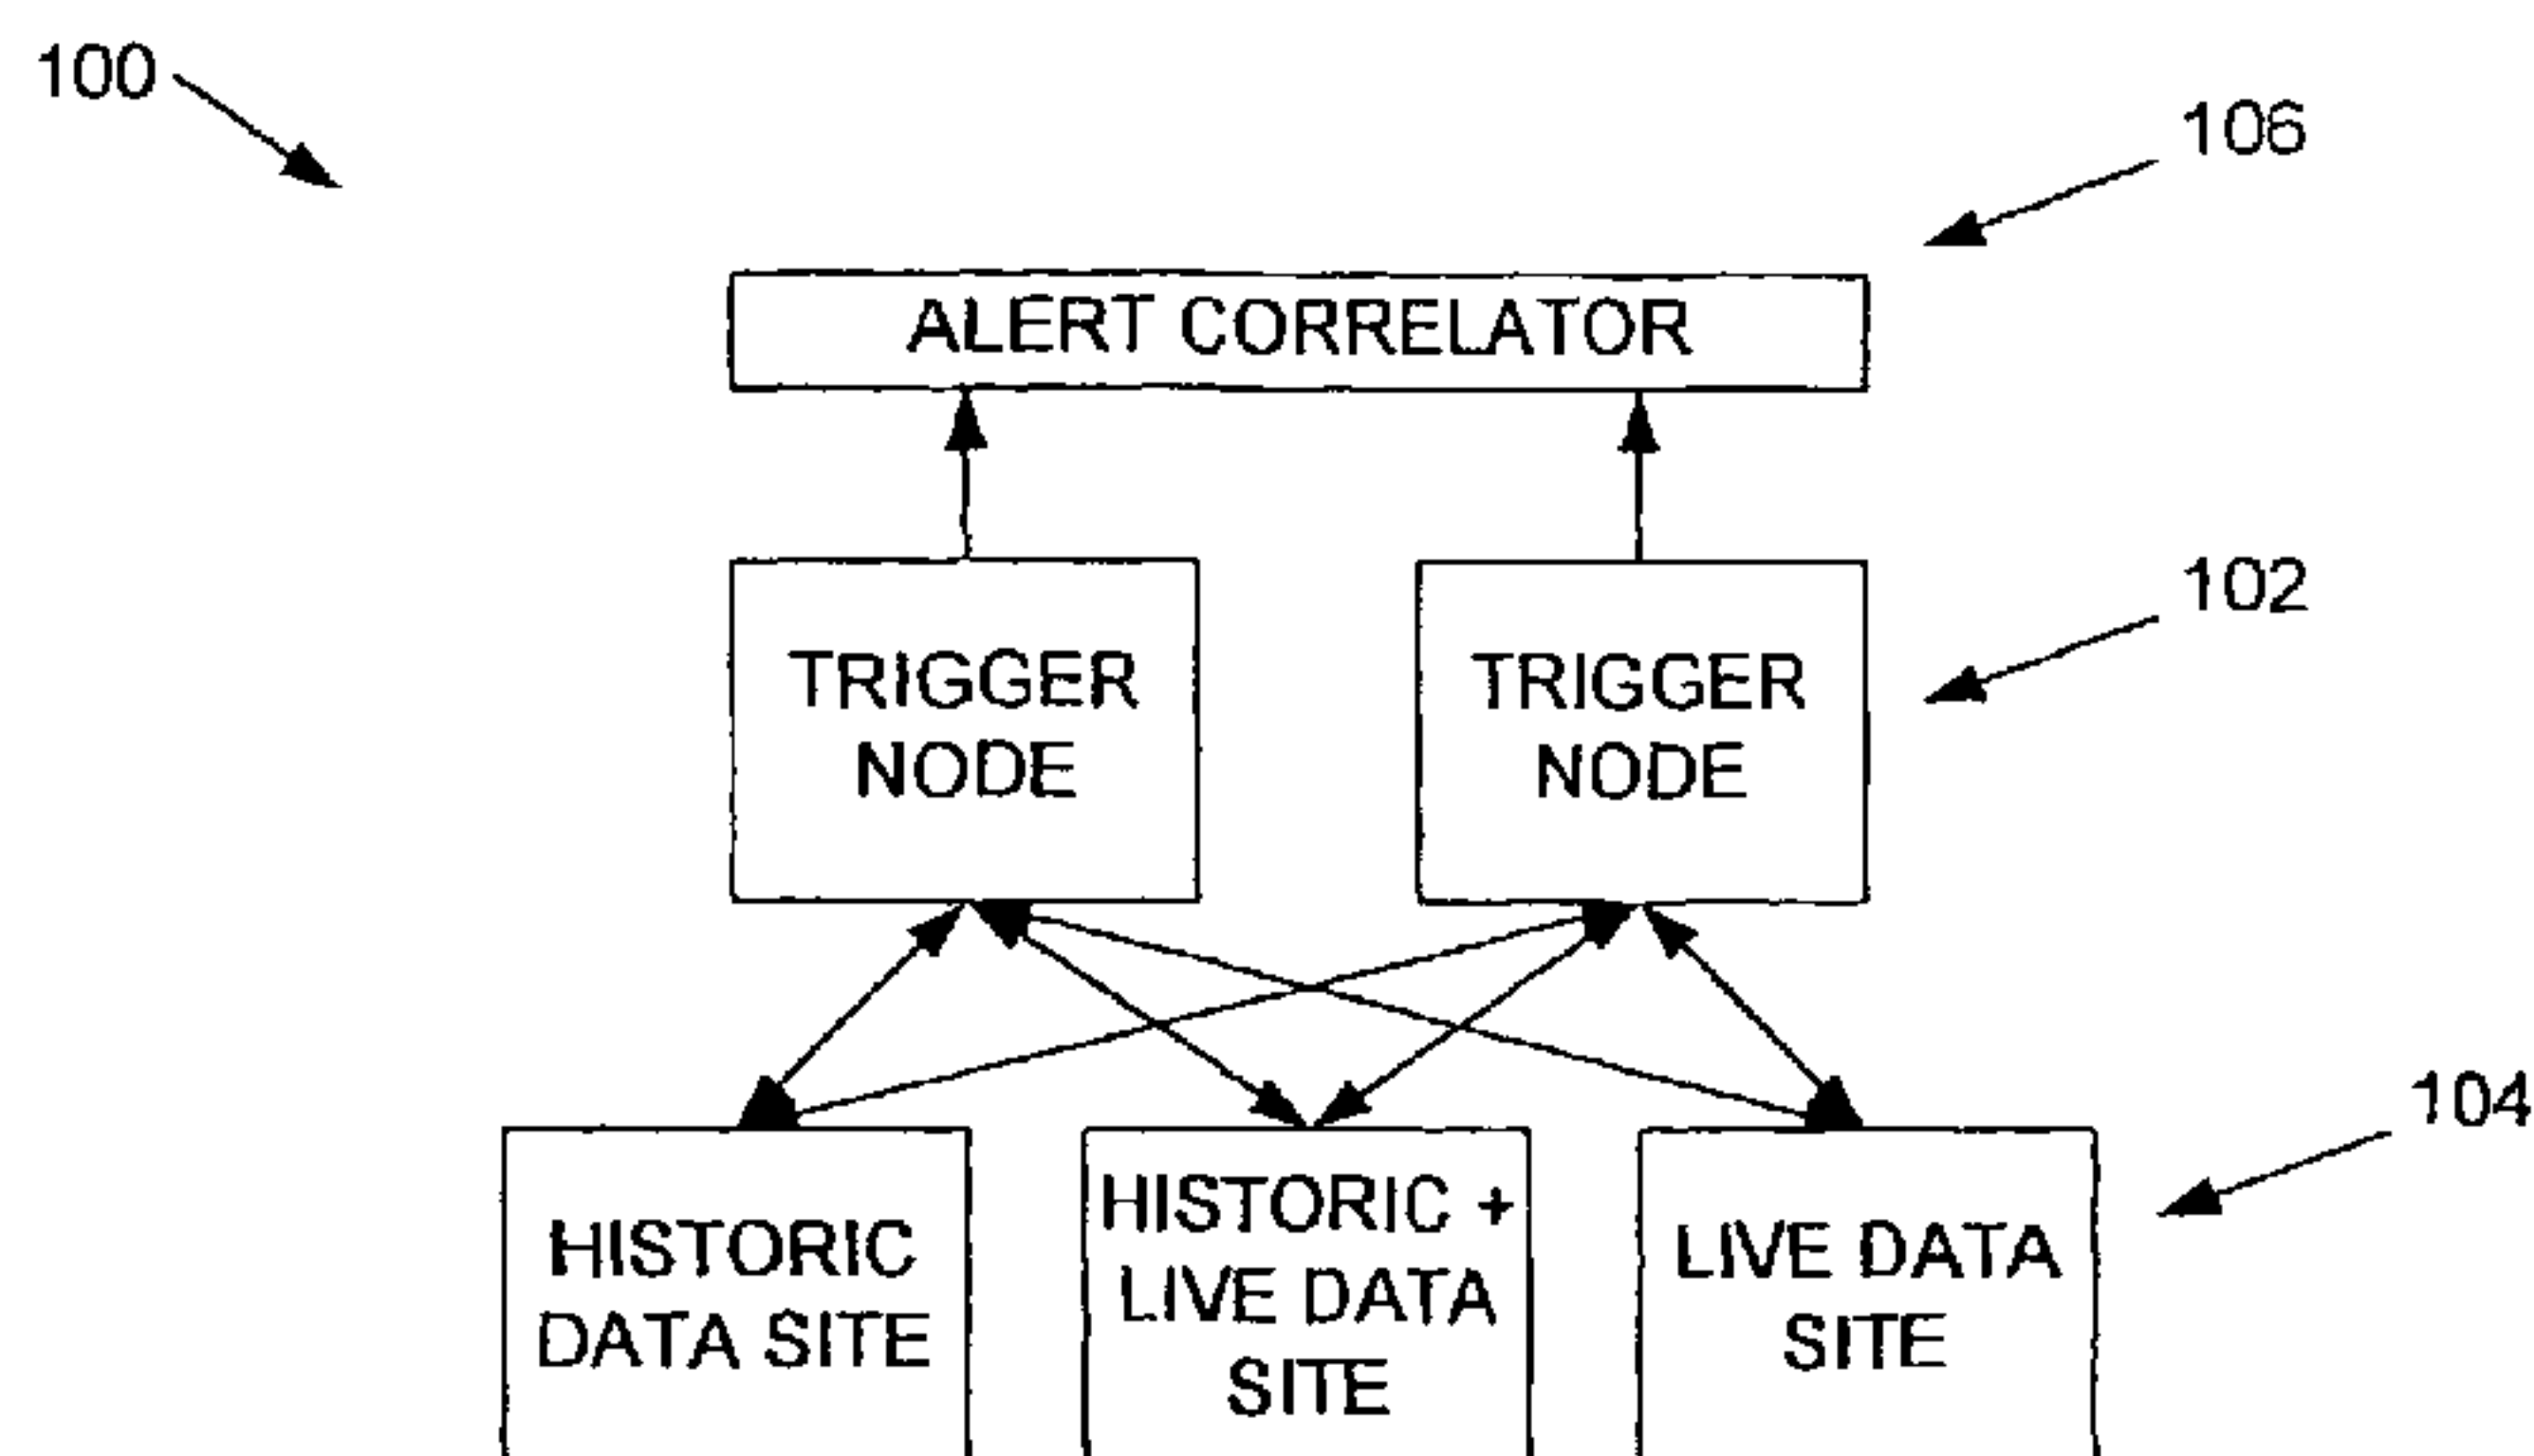 100
106
ALERT CORRELATOR
102
TRIGGER
NODE
TRIGGER
NODE
104
HISTORIC
DATA SITE
HISTORIC +
LIVE DATA
SITE
LIVE DATA
SITE